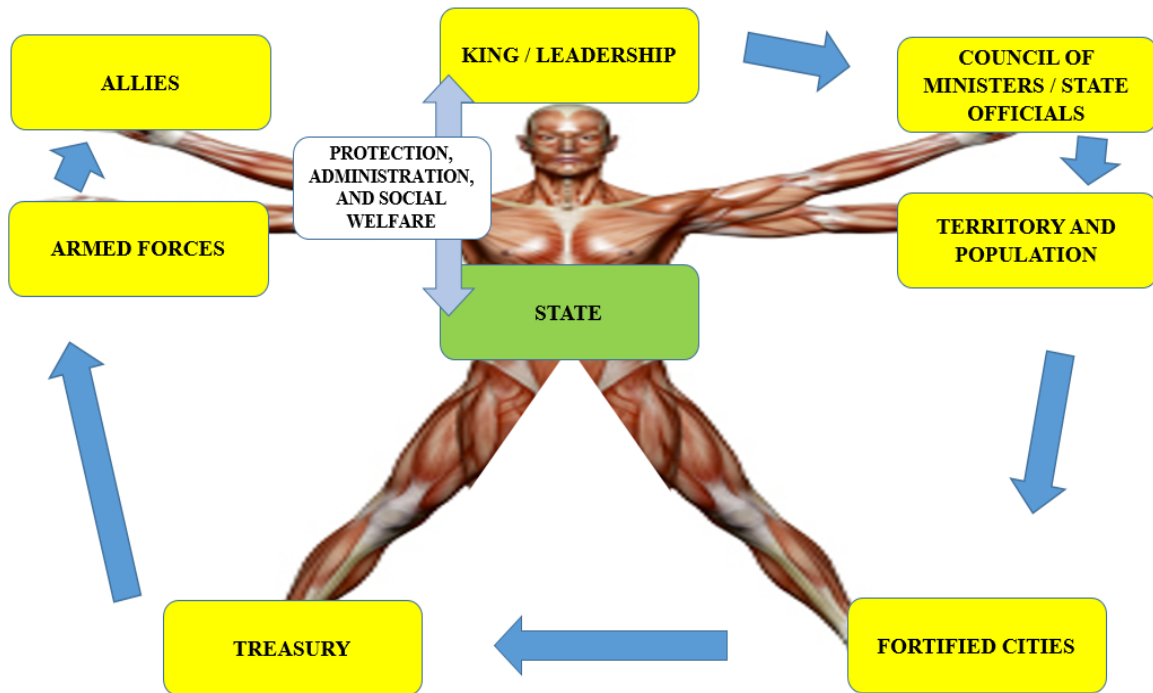 KING / LEADERSHIP
ALLIES
COUNCIL OF
MINISTERS / STATE
OFFICIALS
PROTECTION,
ADMINISTRATION,
AND SOCIAL
WELFARE
ARMED FORCES
TERRITORY AND
POPULATION
STATE
TREASURY
FORTIFIED CITIES